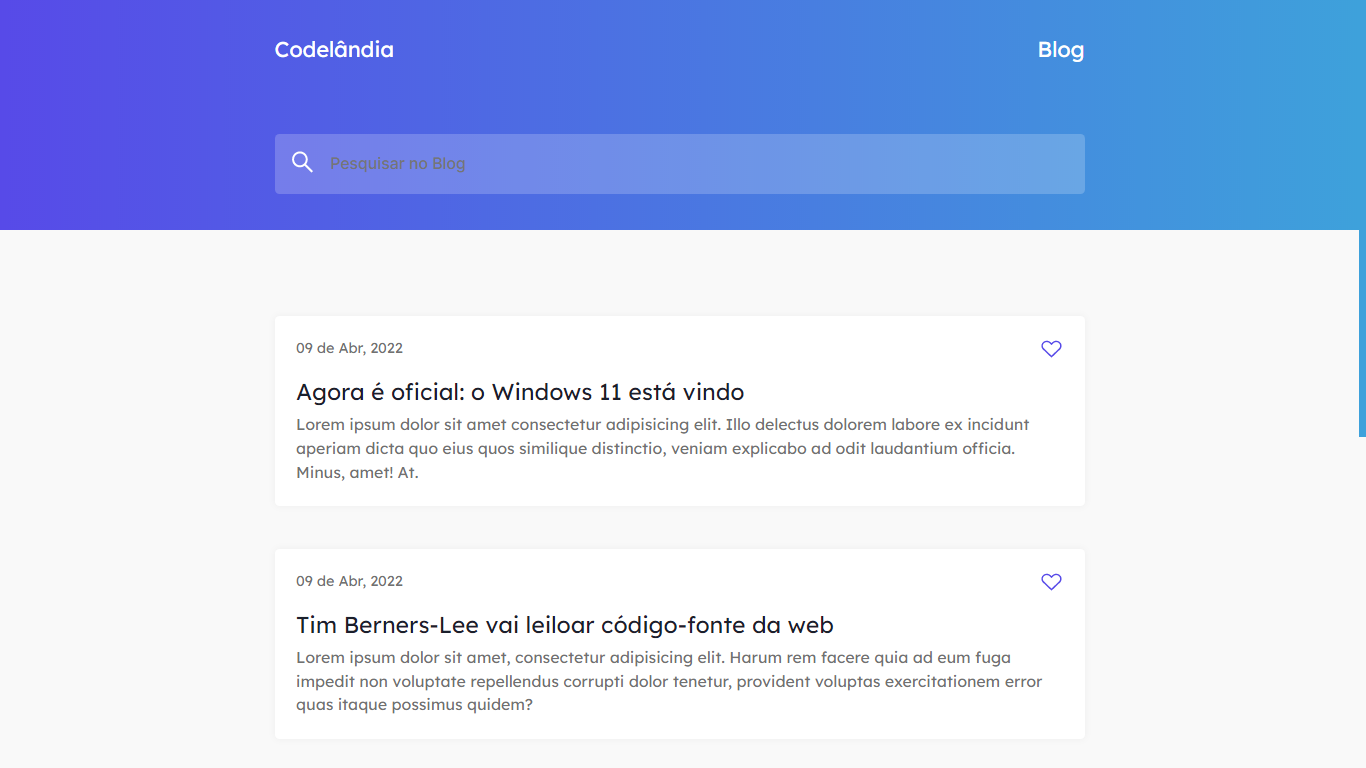 Codelândia
Blog
Pesquisar no Blog
09 de Abr, 2022
Agora é oficial: o Windows 11 está vindo
Lorem ipsum dolor sit amet consectetur adipisicing elit. Illo delectus dolorem labore ex incidunt
aperiam dicta quo eius quos similique distinctio, veniam explicabo ad odit laudantium officia.
Minus, amet! At.
09 de Abr, 2022
Tim Berners-Lee vai leiloar código-fonte da web
Lorem ipsum dolor sit amet, consectetur adipisicing elit. Harum rem facere quia ad eum fuga
impedit non voluptate repellendus corrupti dolor tenetur, provident voluptas exercitationem error
quas itaque possimus quidem?